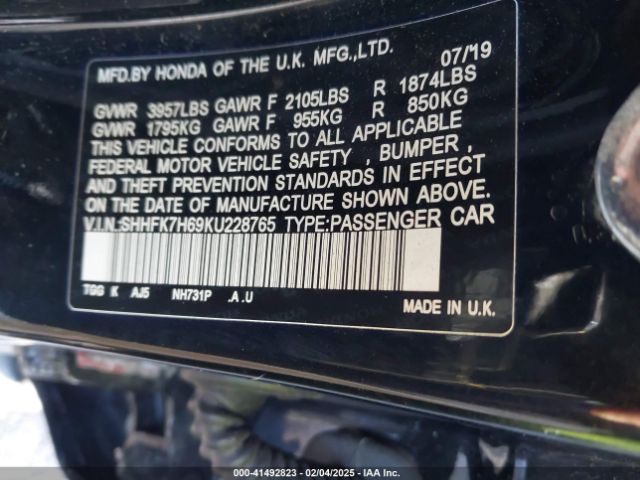 MFD.BY HONDA OF THE U.K. MFG.,LTD. 07/19
GVWR 3957LBS GAWR F 2105LBS R 1874LBS
GVWR 1795KG GAWR F 955KG R 850KG
THIS VEHICLE CONFORMS TO ALL APPLICABLE
FEDERAL MOTOR VEHICLE SAFETY , BUMPER ,
AND THEFT PREVENTION STANDARDS IN EFFECT
ON THE DATE OF MANUFACTURE SHOWN ABOVE.
V.I.N.:SHHFK7H69KU228765 TYPE:PASSENGER CAR
TGG K AJ5 NH731P .A.U
MADE IN U.K.
000-41492823 — 02/04/2025 — IAA Inc.